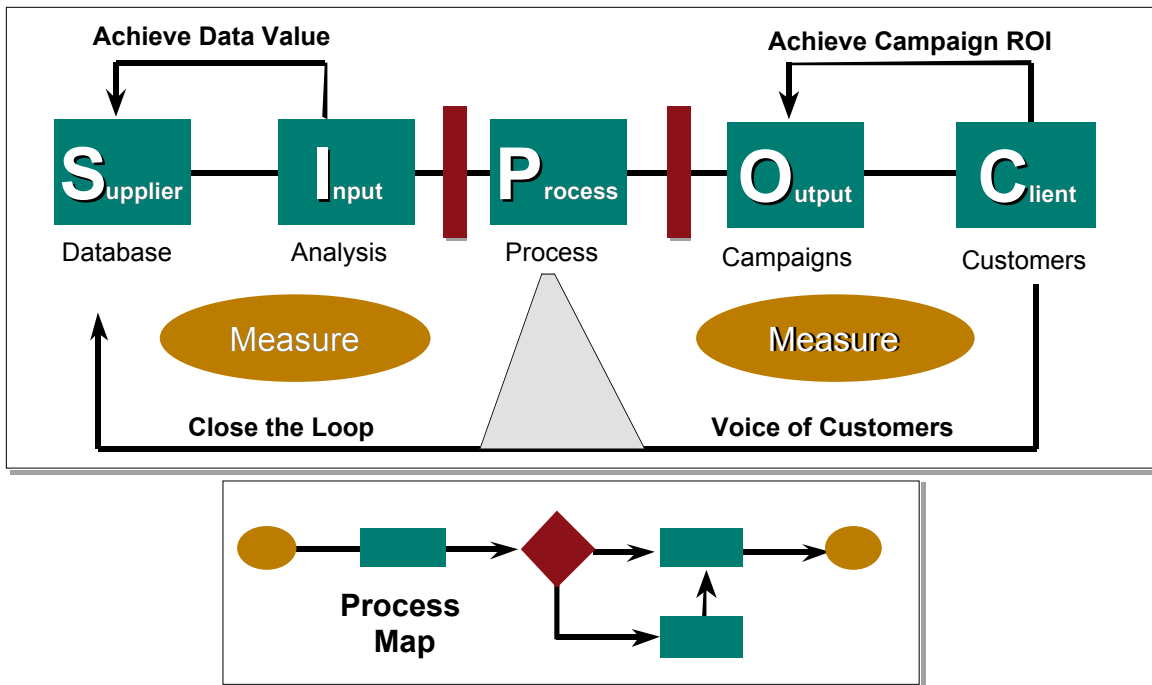 Achieve Data Value
Achieve Campaign ROI
Supplier
Input
Process
Output
Client
Database
Analysis
Process
Campaigns
Customers
Measure
Measure
Close the Loop
Voice of Customers
Process
Map